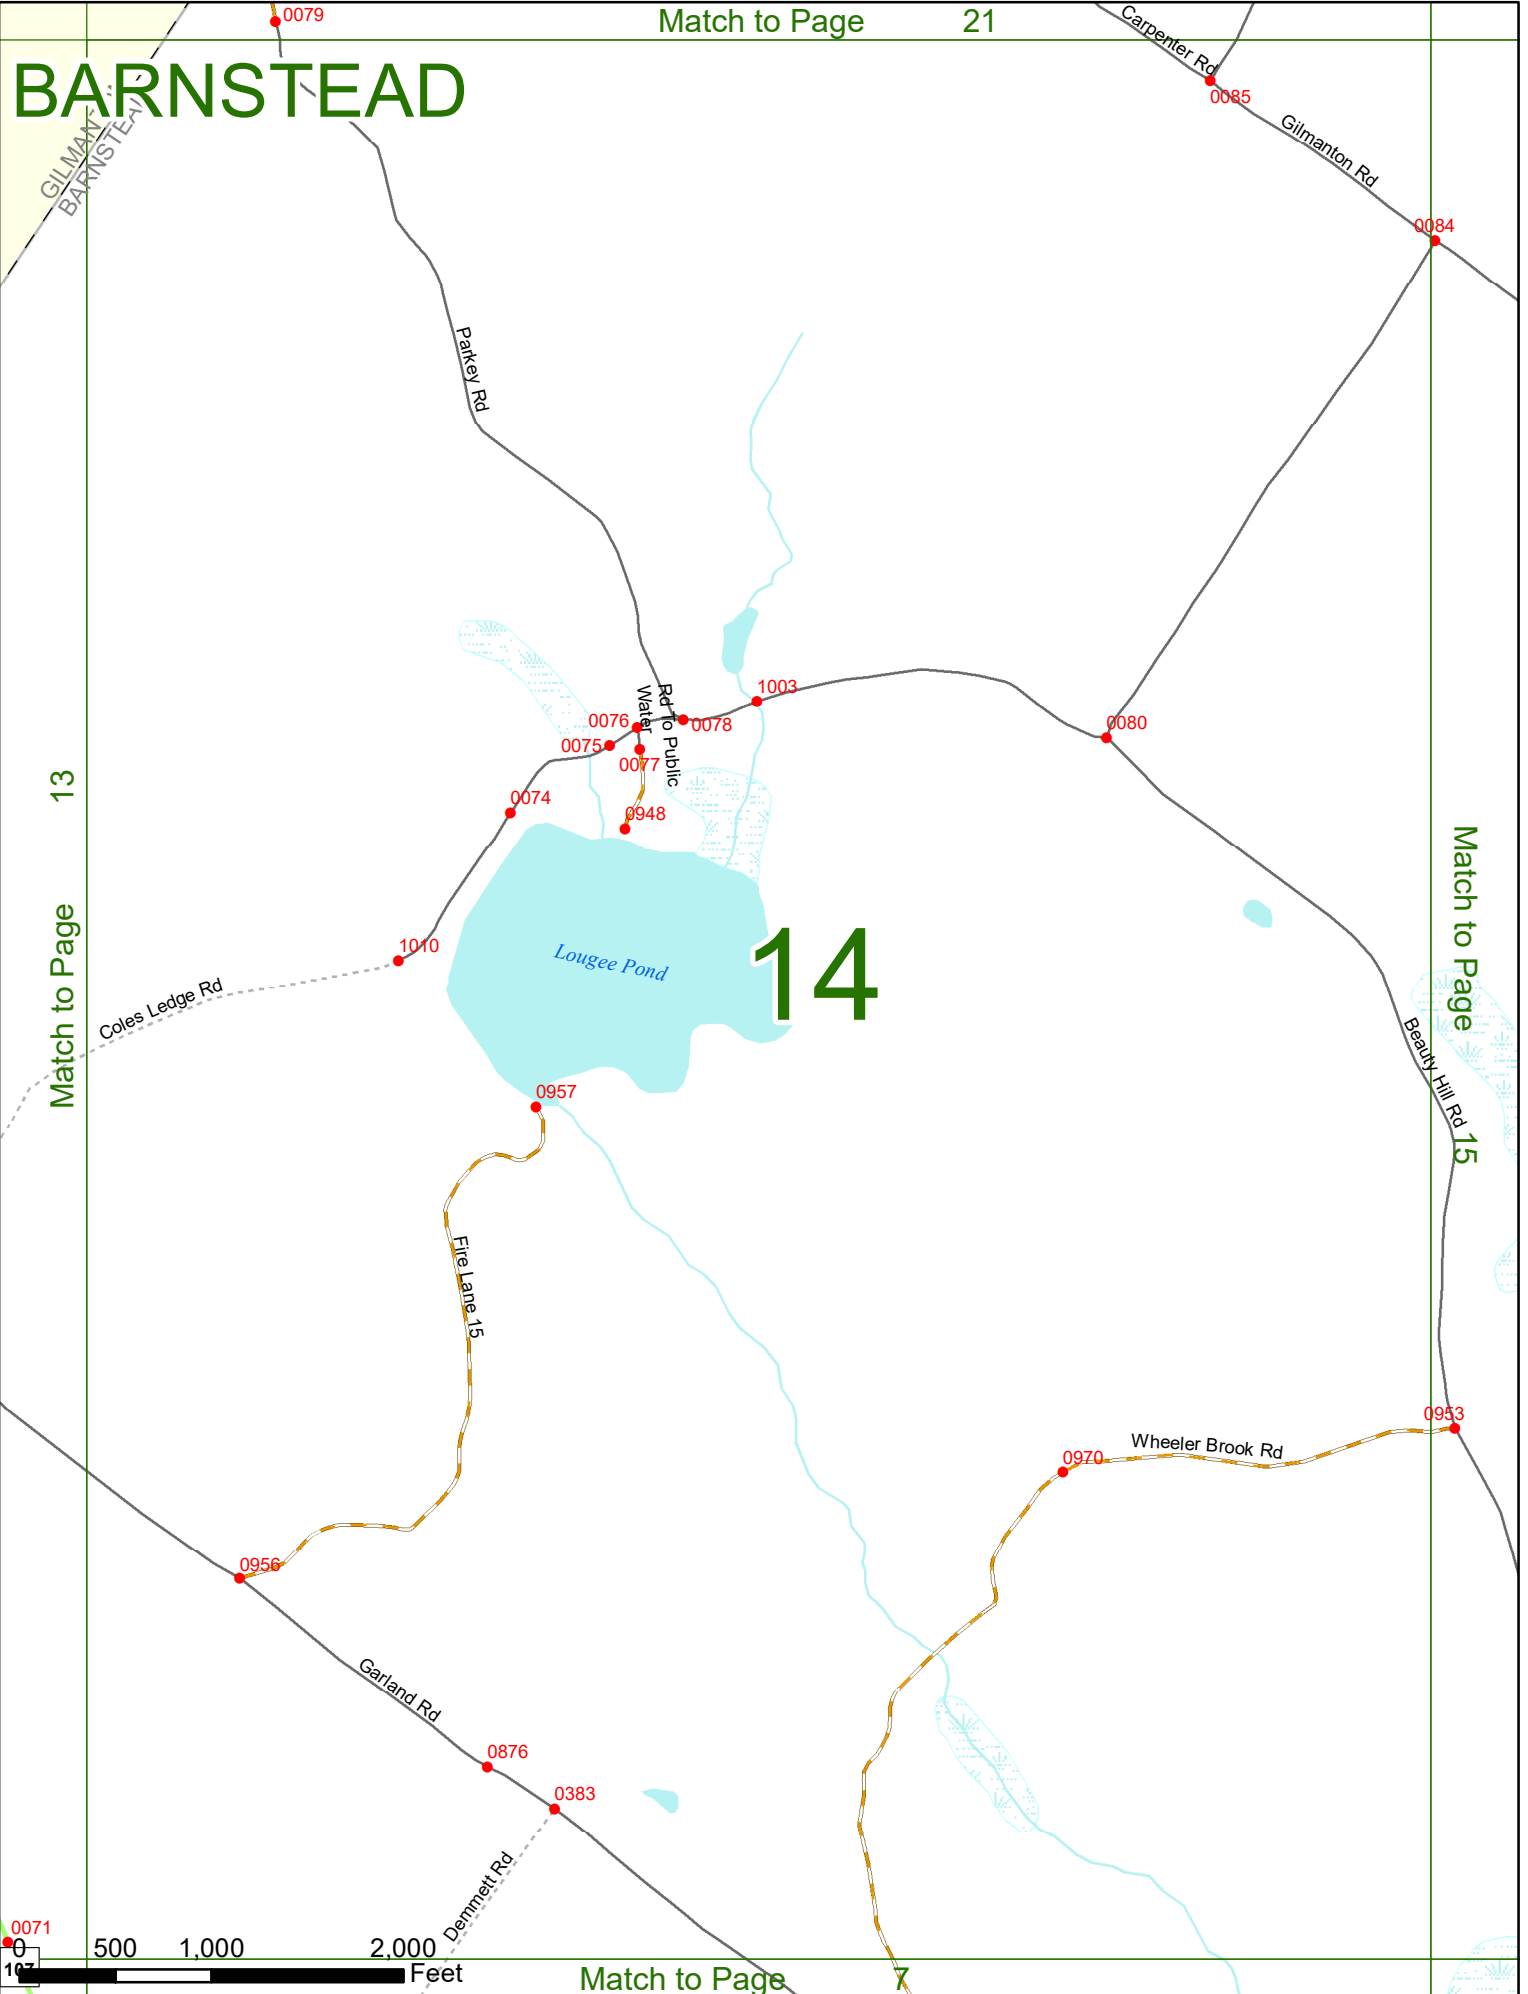 0079
Match to Page 21
Carpenter Rd
0085
BARNSTEAD
Gilmanton Rd
BARNSTEA
0084
Parkey Rd
1003
Rd To Public
Water
0076
0078
0075
0077
0080
13
0074
0948
Match to Page
15
Match to Page
14
Lougee Pond
1010
Coles Ledge Rd
Beauty Hill Rd
0957
Fire Lane 15
0953
Wheeler Brook Rd
0970
0956
Garland Rd
0876
0383
Demmett Rd
0071
0 500 1,000 2,000
Feet
107
Match to Page 7